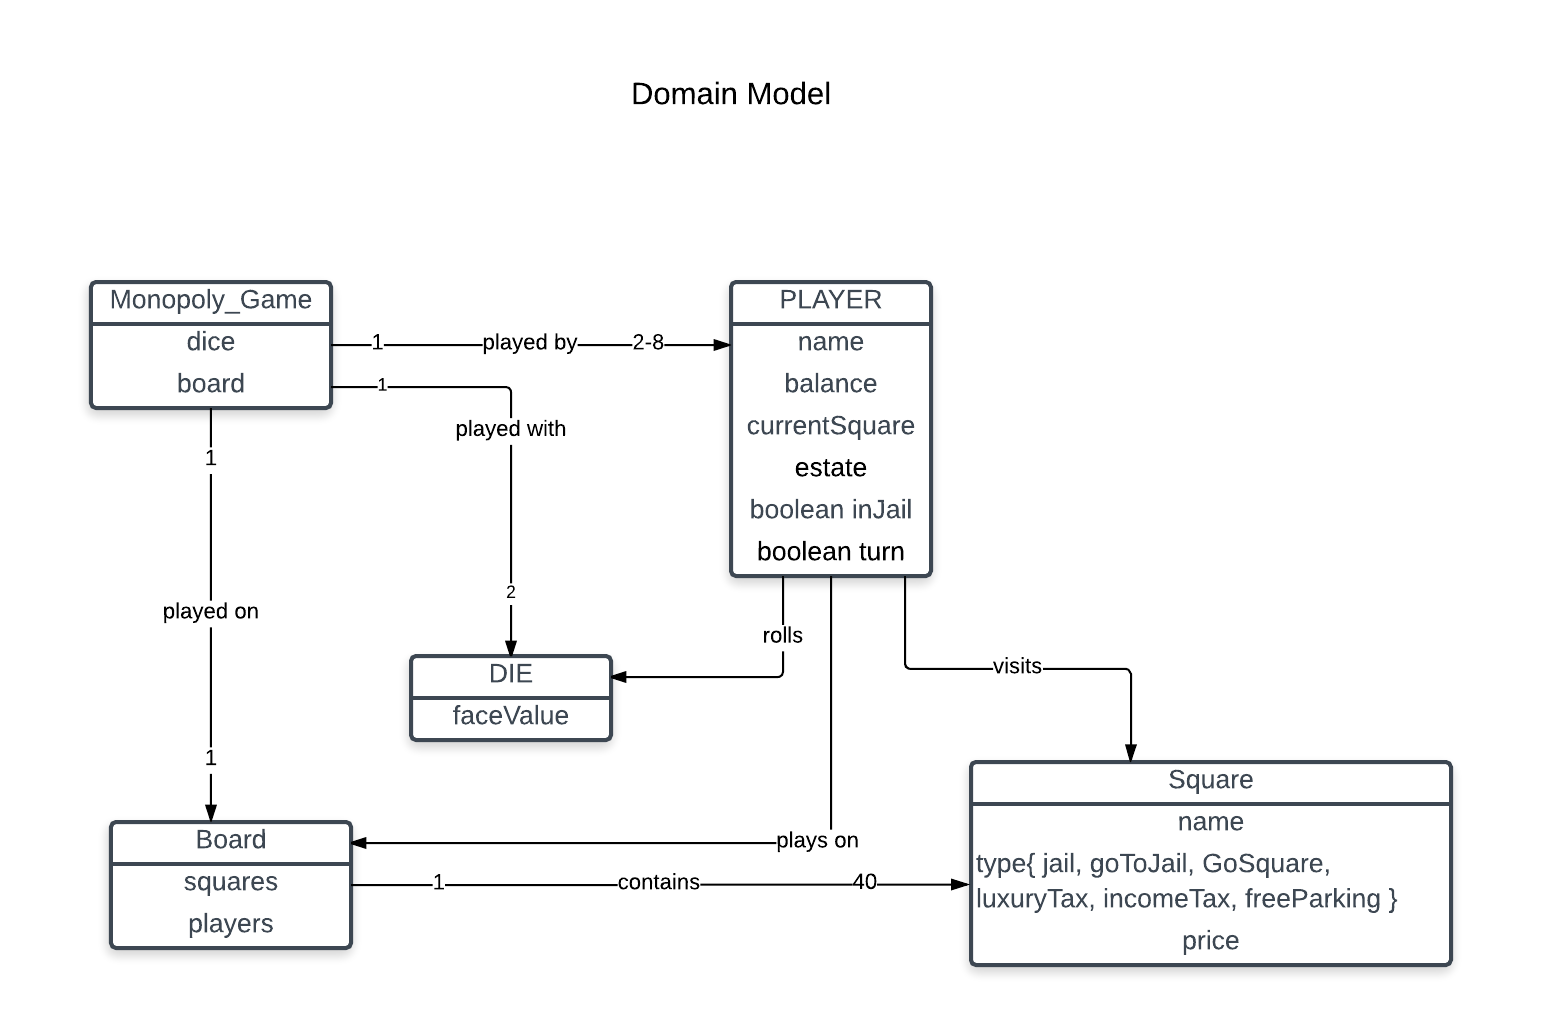 Domain Model
Monopoly_Game
dice
board
1
played by
2-8
1
played with
2
1
played on
1
PLAYER
name
balance
currentSquare
estate
boolean inJail
boolean turn
rolls
plays on
visits
DIE
faceValue
Board
squares
players
1
contains
40
Square
name
type{ jail, goToJail, GoSquare,
luxuryTax, incomeTax, freeParking }
price